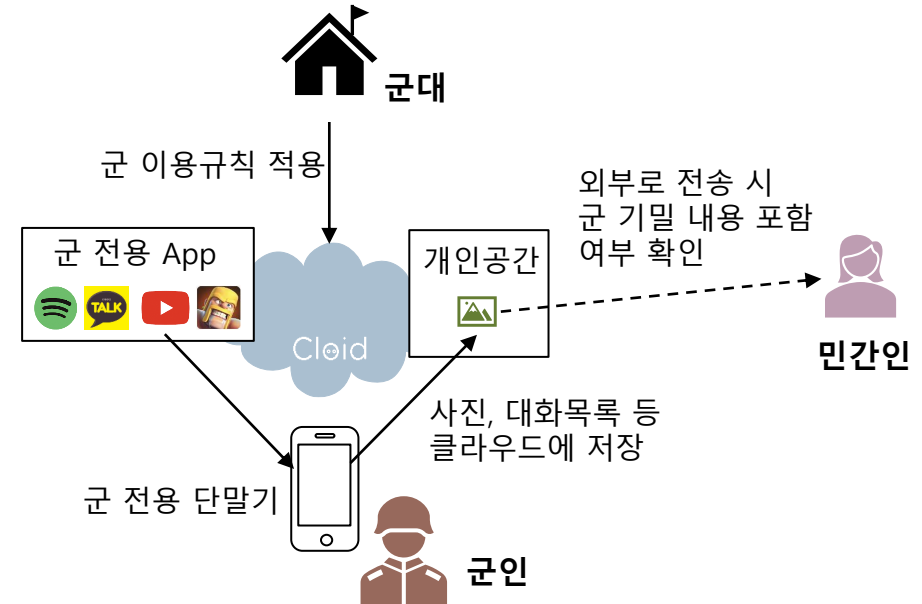 군대
군 이용규칙 적용
외부로 전송 시
군 기밀 내용 포함
여부 확인
군 전용 App
TALK
개인공간
Cloid
민간인
사진, 대화목록 등
클라우드에 저장
군 전용 단말기
군인